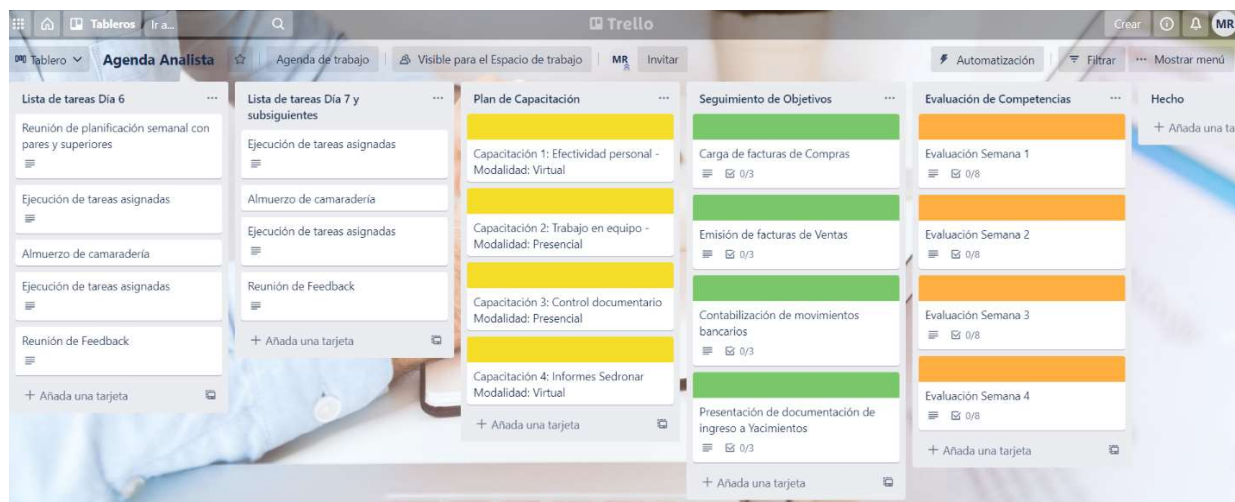 Tableros / Ir a...
Trello
Crear
MR
Tablero
Agenda Analista
Agenda de trabajo
Visible para el Espacio de trabajo
MR
Invitar
Automatización
Filtrar
Mostrar menú
Lista de tareas Día 6
Reunión de planificación semanal con
pares y superiores
Ejecución de tareas asignadas
Almuerzo de camaradería
Ejecución de tareas asignadas
Reunión de Feedback
+ Añada una tarjeta
Lista de tareas Día 7 y
subsiguientes
Ejecución de tareas asignadas
Almuerzo de camaradería
Ejecución de tareas asignadas
Reunión de Feedback
+ Añada una tarjeta
Plan de Capacitación
Capacitación 1: Efectividad personal -
Modalidad: Virtual
Capacitación 2: Trabajo en equipo -
Modalidad: Presencial
Capacitación 3: Control documentario
Modalidad: Presencial
Capacitación 4: Informes Sedronar
Modalidad: Virtual
+ Añada una tarjeta
Seguimiento de Objetivos
Carga de facturas de Compras
0/3
Emisión de facturas de Ventas
0/3
Contabilización de movimientos
bancarios
0/3
Presentación de documentación de
ingreso a Yacimientos
0/3
+ Añada una tarjeta
Evaluación de Competencias
Evaluación Semana 1
0/8
Evaluación Semana 2
0/8
Evaluación Semana 3
0/8
Evaluación Semana 4
0/8
+ Añada una tarjeta
Hecho
+ Añada una ta